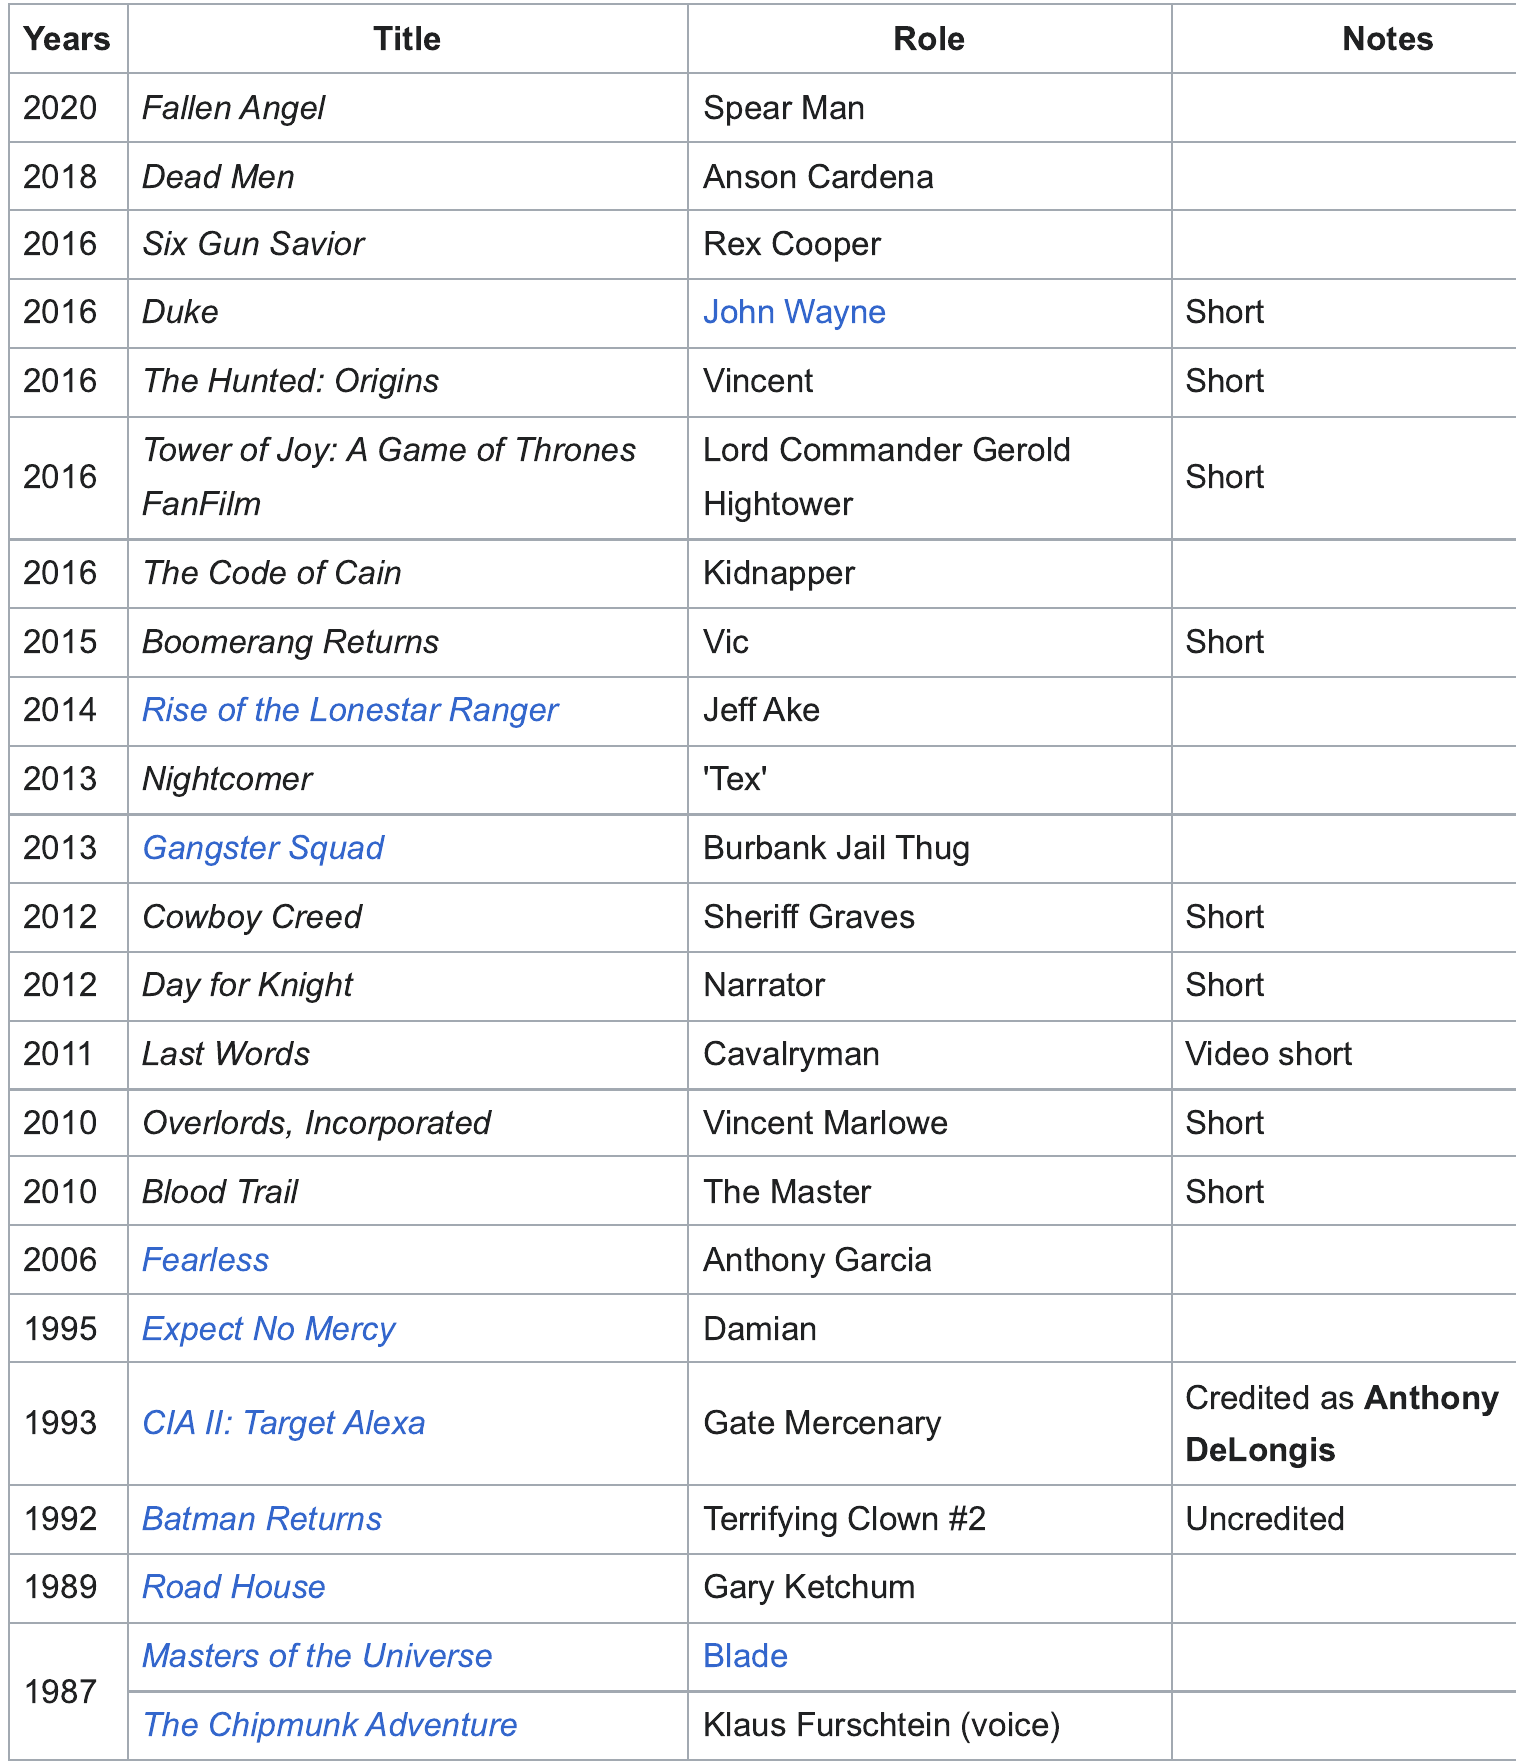 Years Title Role Notes
2020 Fallen Angel Spear Man
2018 Dead Men Anson Cardena
2016 Six Gun Savior Rex Cooper
2016 Duke John Wayne Short
2016 The Hunted: Origins Vincent Short
2016 Tower of Joy: A Game of Thrones
FanFilm Lord Commander Gerold
Hightower Short
2016 The Code of Cain Kidnapper
2015 Boomerang Returns Vic Short
2014 Rise of the Lonestar Ranger Jeff Ake
2013 Nightcomer 'Tex'
2013 Gangster Squad Burbank Jail Thug
2012 Cowboy Creed Sheriff Graves Short
2012 Day for Knight Narrator Short
2011 Last Words Cavalryman Video short
2010 Overlords, Incorporated Vincent Marlowe Short
2010 Blood Trail The Master Short
2006 Fearless Anthony Garcia
1995 Expect No Mercy Damian
1993 CIA II: Target Alexa Gate Mercenary Credited as Anthony
DeLongis
1992 Batman Returns Terrifying Clown #2 Uncredited
1989 Road House Gary Ketchum
1987 Masters of the Universe Blade
The Chipmunk Adventure Klaus Furschtein (voice)